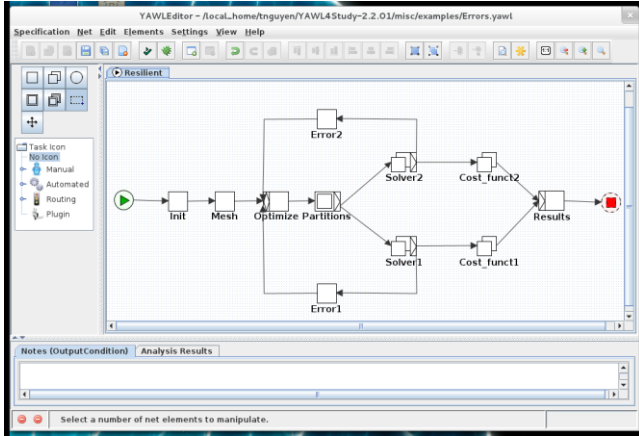 YAWLEditor - /local_home/tnguyen/YAWL4Study-2.2.01/misc/examples/Errors.yawl
Specification Net Edit Elements Settings View Help
Resilient
Task Icon
No Icon
Manual
Automated
Routing
Plugin
Error2
Solver2 Cost_funct2
Init Mesh Optimize Partitions Results
Solver1 Cost_funct1
Error1
Notes (OutputCondition) Analysis Results
Select a number of net elements to manipulate.